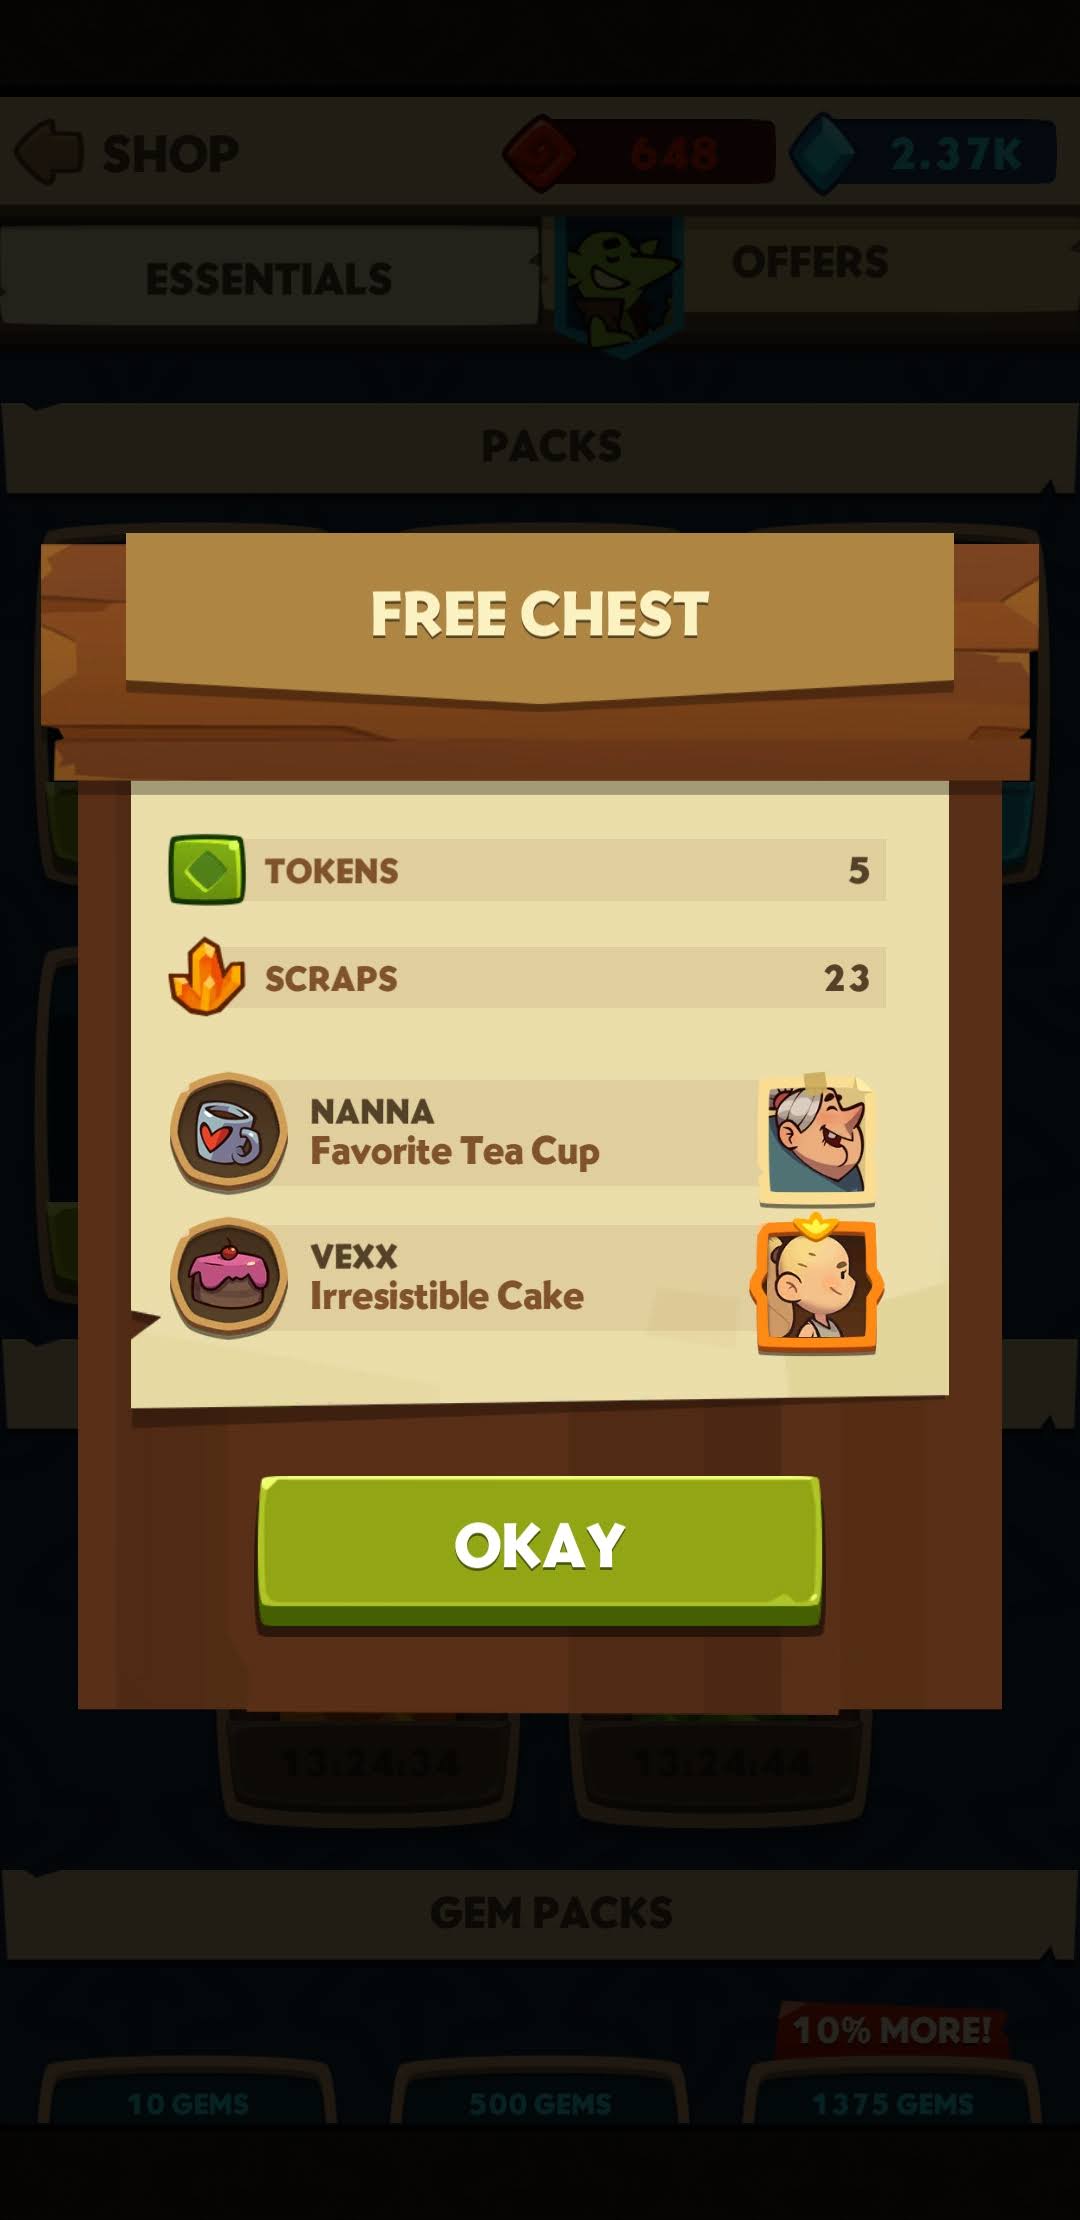 SHOP
648
2.37K
ESSENTIALS
OFFERS
PACKS
FREE CHEST
TOKENS
5
SCRAPS
23
NANNA
Favorite Tea Cup
VEXX
Irresistible Cake
OKAY
13:24:34
13:24:44
GEM PACKS
10% MORE!
10 GEMS
500 GEMS
1375 GEMS